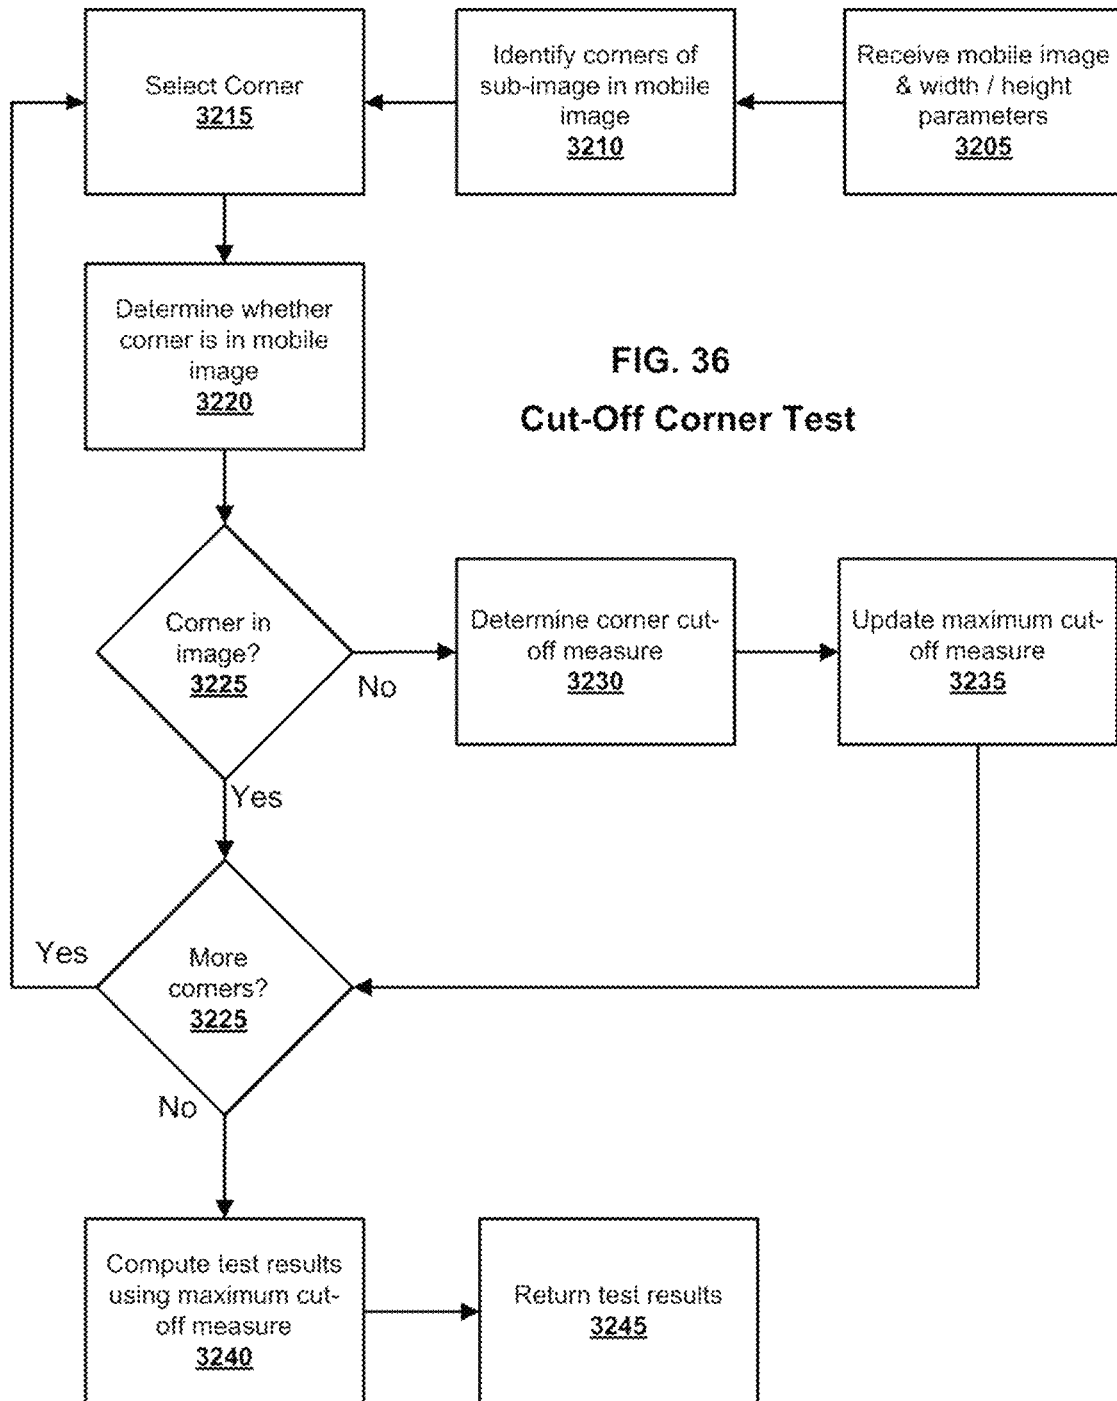 Receive mobile image
& width / height
parameters
3205
Identify corners of
sub-image in mobile
image
3210
Select Corner
3215
Determine whether
corner is in mobile
image
3220
FIG. 36
Cut-Off Corner Test
Corner in
image?
3225
No
Yes
Determine corner cut-
off measure
3230
Update maximum cut-
off measure
3235
More
corners?
3225
Yes
No
Compute test results
using maximum cut-
off measure
3240
Return test results
3245